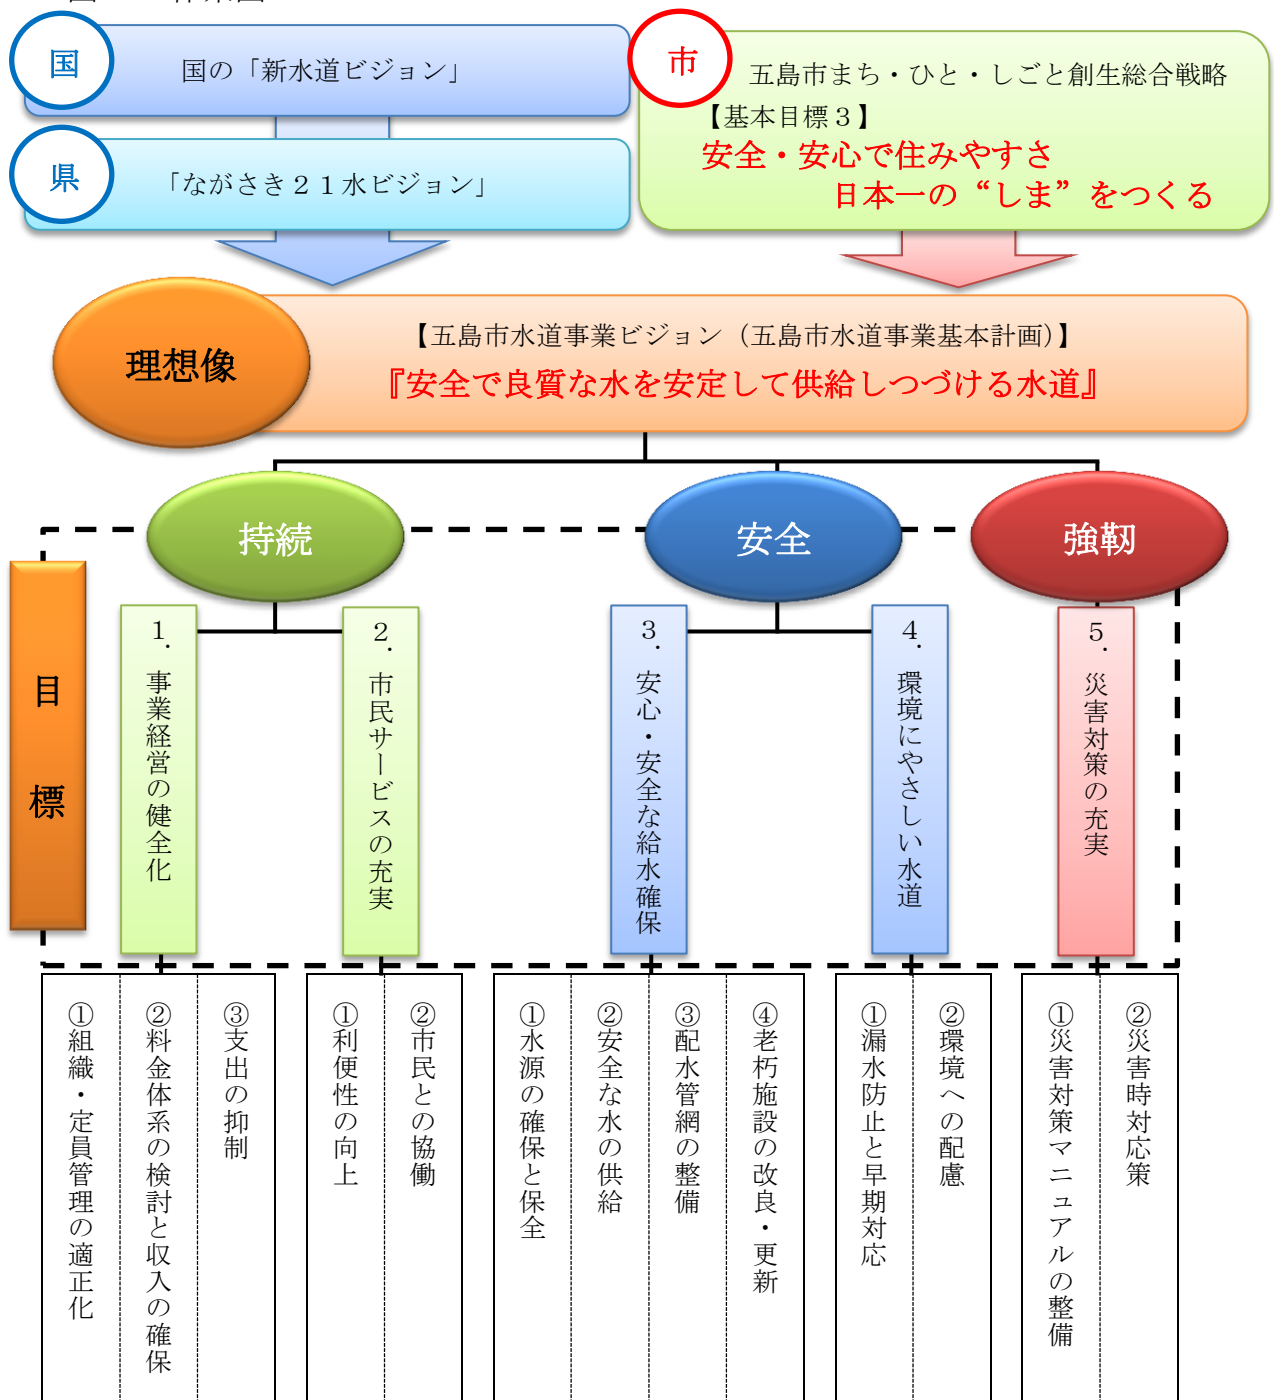 国
国の「新水道ビジョン」
県
「ながさき２１水ビジョン」
市
五島市まち・ひと・しごと創生総合戦略
【基本目標３】
安全・安心で住みやすさ
日本一の“しま”をつくる
理想像
【五島市水道事業ビジョン（五島市水道事業基本計画）】
『安全で良質な水を安定して供給しつづける水道』
持続
安全
強靭
目標
１．事業経営の健全化
２．市民サービスの充実
３．安心・安全な給水確保
４．環境にやさしい水道
５．災害対策の充実
①組織・定員管理の適正化
②料金体系の検討と収入の確保
③支出の抑制
①利便性の向上
②市民との協働
①水源の確保と保全
②安全な水の供給
③配水管網の整備
④老朽施設の改良・更新
①漏水防止と早期対応
②環境への配慮
①災害対策マニュアルの整備
②災害時対応策